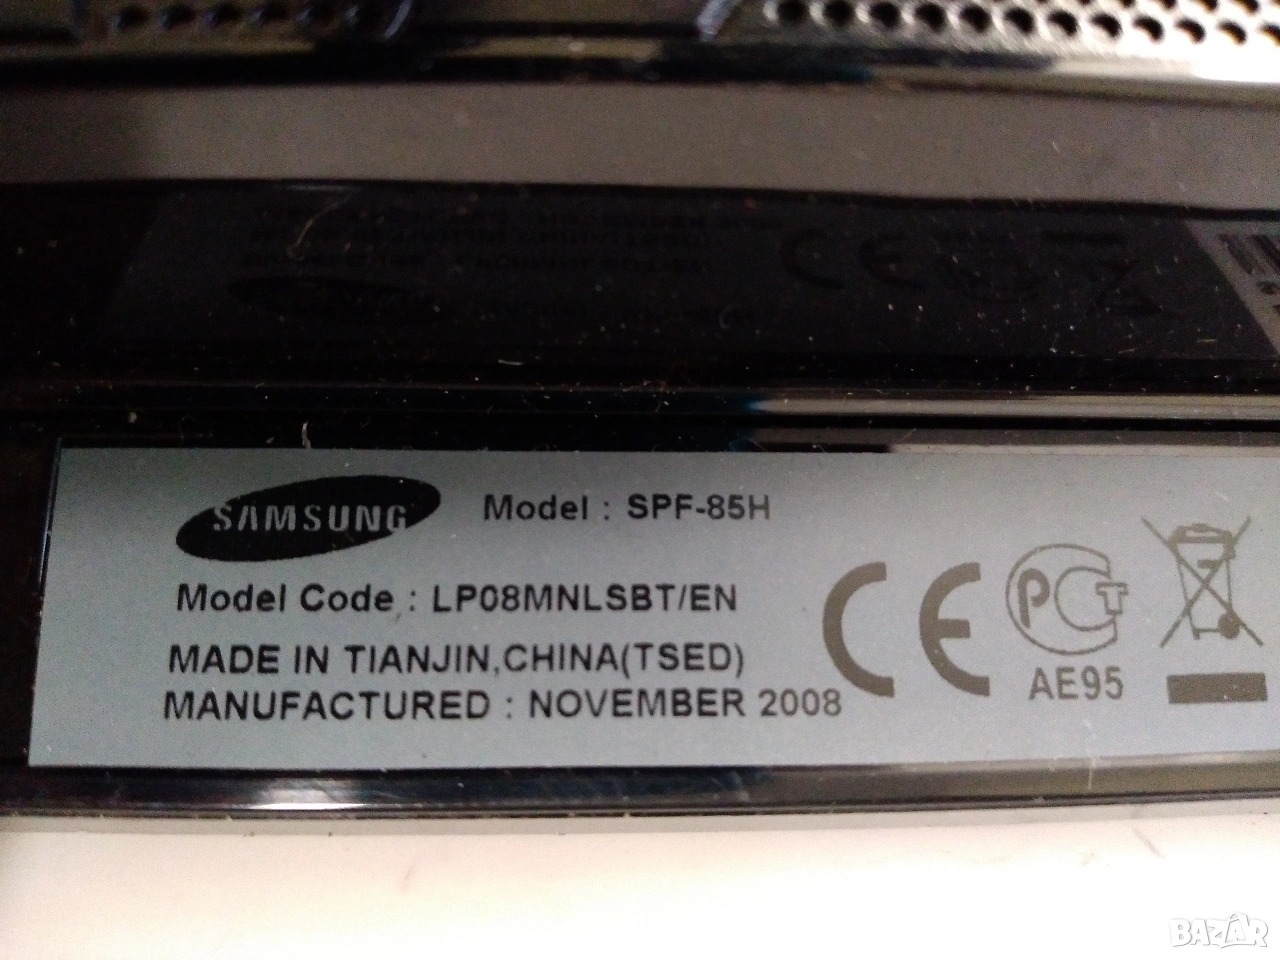 SAMSUNG
Model : SPF-85H
Model Code : LP08MNLSBT/EN
MADE IN TIANJIN,CHINA(TSED)
MANUFACTURED : NOVEMBER 2008
CE
PCT
AE95
BAZAR